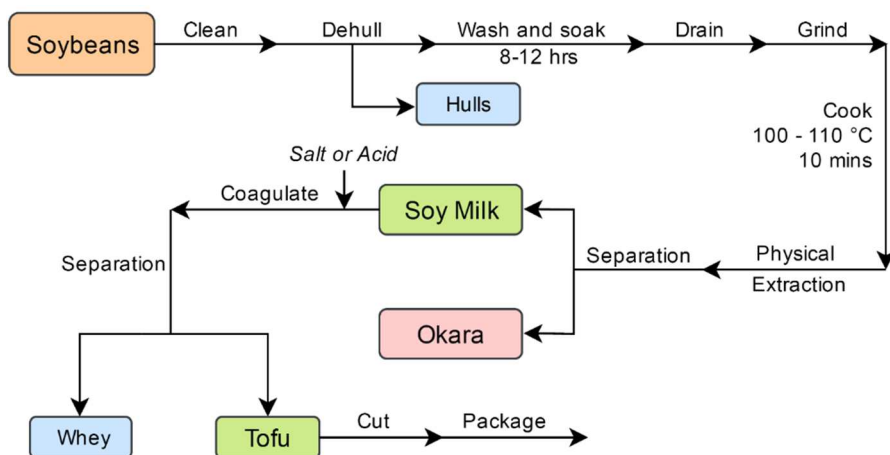 Soybeans
Clean
Dehull
Wash and soak
8-12 hrs
Drain
Grind
Hulls
Cook
100 - 110 °C
10 mins
Salt or Acid
Coagulate
Soy Milk
Separation
Physical
Extraction
Separation
Okara
Whey
Tofu
Cut
Package